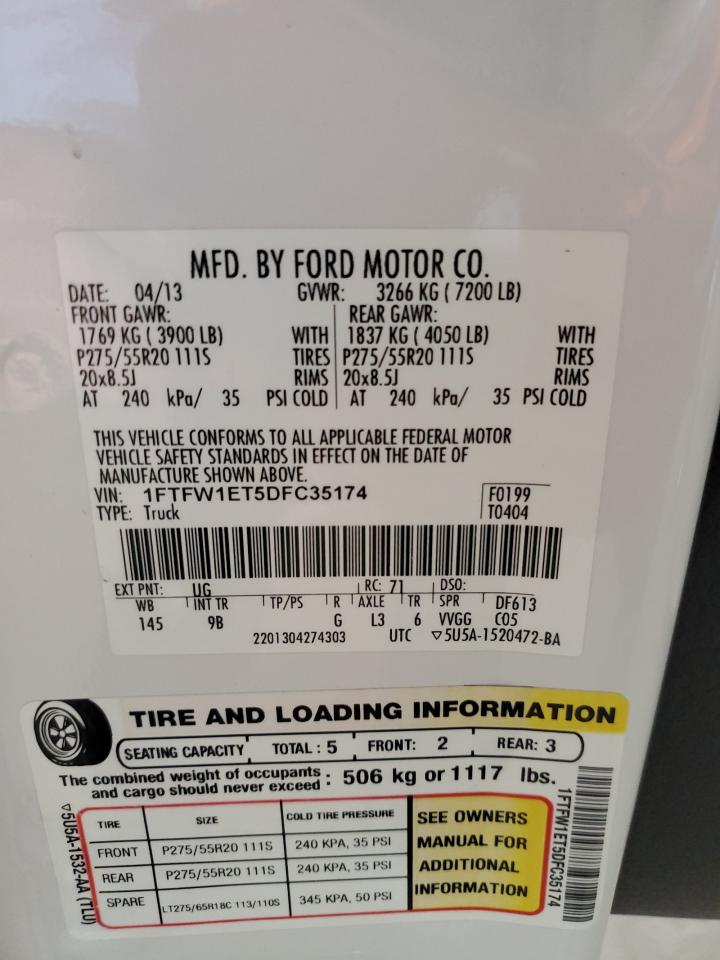 MFD. BY FORD MOTOR CO.
DATE: 04/13 GVWR: 3266 KG ( 7200 LB)
FRONT GAWR: REAR GAWR:
1769 KG ( 3900 LB) WITH 1837 KG ( 4050 LB) WITH
P275/55R20 111S TIRES P275/55R20 111S TIRES
20x8.5J RIMS 20x8.5J RIMS
AT 240 kPa/ 35 PSI COLD AT 240 kPa/ 35 PSI COLD
THIS VEHICLE CONFORMS TO ALL APPLICABLE FEDERAL MOTOR
VEHICLE SAFETY STANDARDS IN EFFECT ON THE DATE OF
MANUFACTURE SHOWN ABOVE.
VIN: 1FTFW1ET5DFC35174 F0199
TYPE: Truck T0404
EXT PNT: UG RC: 71 DSO:
WB INT TR TP/PS R AXLE TR SPR DF613
145 9B G L3 6 VVGG C05
2201304274303 UTC ▽5U5A-1520472-BA
TIRE AND LOADING INFORMATION
SEATING CAPACITY TOTAL : 5 FRONT: 2 REAR: 3
The combined weight of occupants
and cargo should never exceed : 506 kg or 1117 lbs.
TIRE SIZE COLD TIRE PRESSURE
FRONT P275/55R20 111S 240 KPA, 35 PSI
REAR P275/55R20 111S 240 KPA, 35 PSI
SPARE LT275/65R18C 113/110S 345 KPA, 50 PSI
SEE OWNERS
MANUAL FOR
ADDITIONAL
INFORMATION
▽5U5A-1532-AA (TLU)
1FTFW1ET5DFC35174